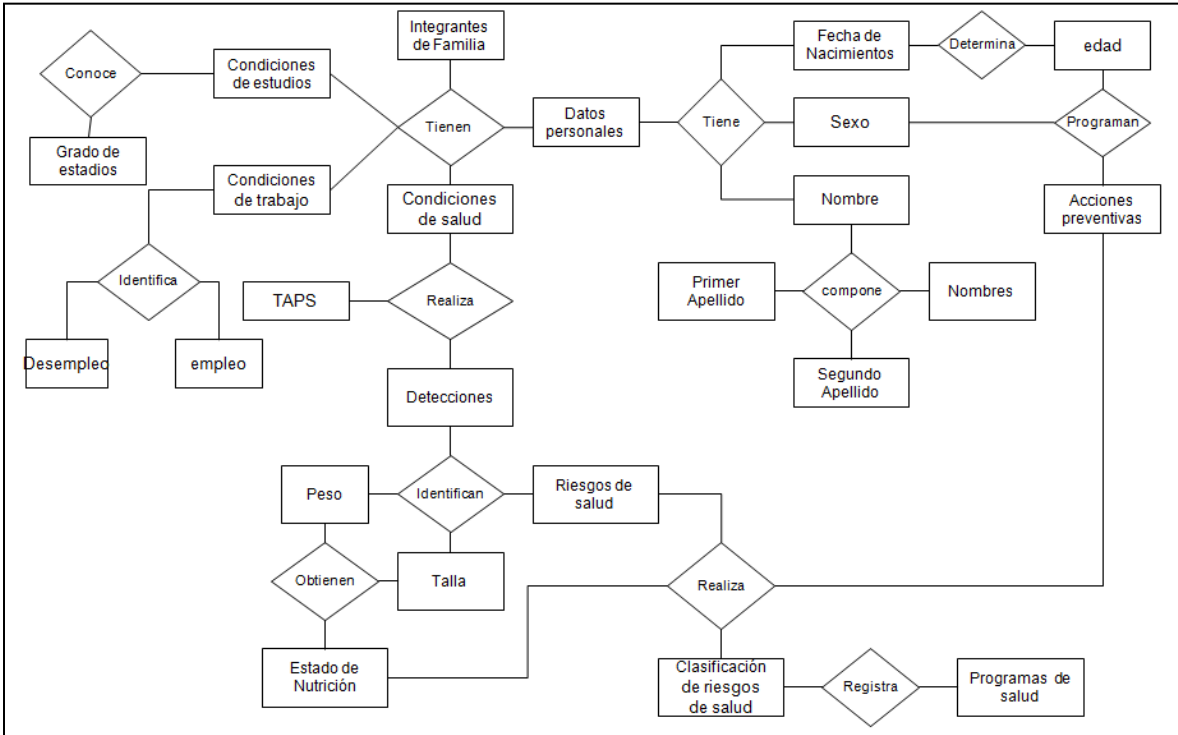 Integrantes
de Familia
Fecha de
Nacimientos
Determina
edad
Conoce
Condiciones
de estudios
Tienen
Datos
personales
Tiene
Sexo
Programan
Grado de
estadios
Condiciones
de trabajo
Condiciones
de salud
Nombre
Acciones
preventivas
Identifica
TAPS
Realiza
Primer
Apellido
compone
Nombres
Desempleo
empleo
Segundo
Apellido
Detecciones
Peso
Identifican
Riesgos de
salud
Obtienen
Talla
Realiza
Estado de
Nutrición
Clasificación
de riesgos
de salud
Registra
Programas de
salud